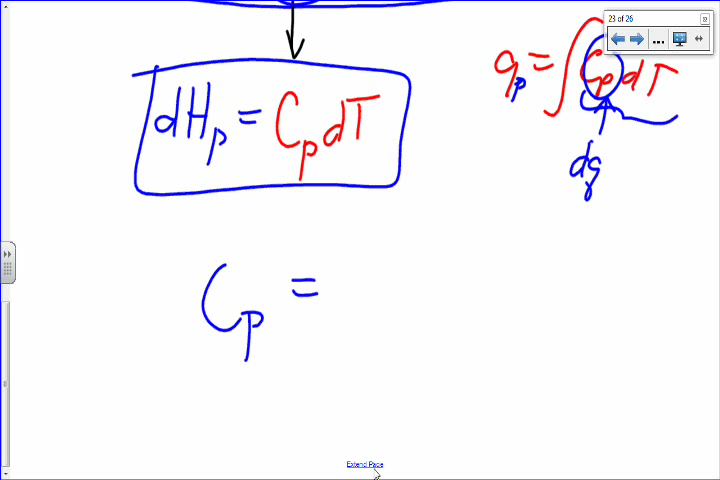 23 of 26
q_p = ∫ C_p dT
dH_p = C_p dT
dq
C_p =
Extend Page